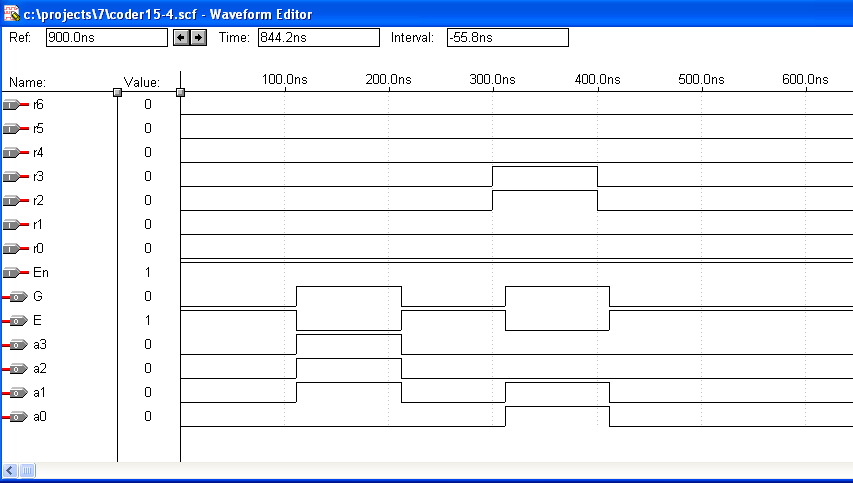 c:\projects\7\coder15-4.scf - Waveform Editor
Ref: 900.0ns Time: 844.2ns Interval: -55.8ns
Name: Value: 100.0ns 200.0ns 300.0ns 400.0ns 500.0ns 600.0ns
r6 0
r5 0
r4 0
r3 0
r2 0
r1 0
r0 0
En 1
G 0
E 1
a3 0
a2 0
a1 0
a0 0